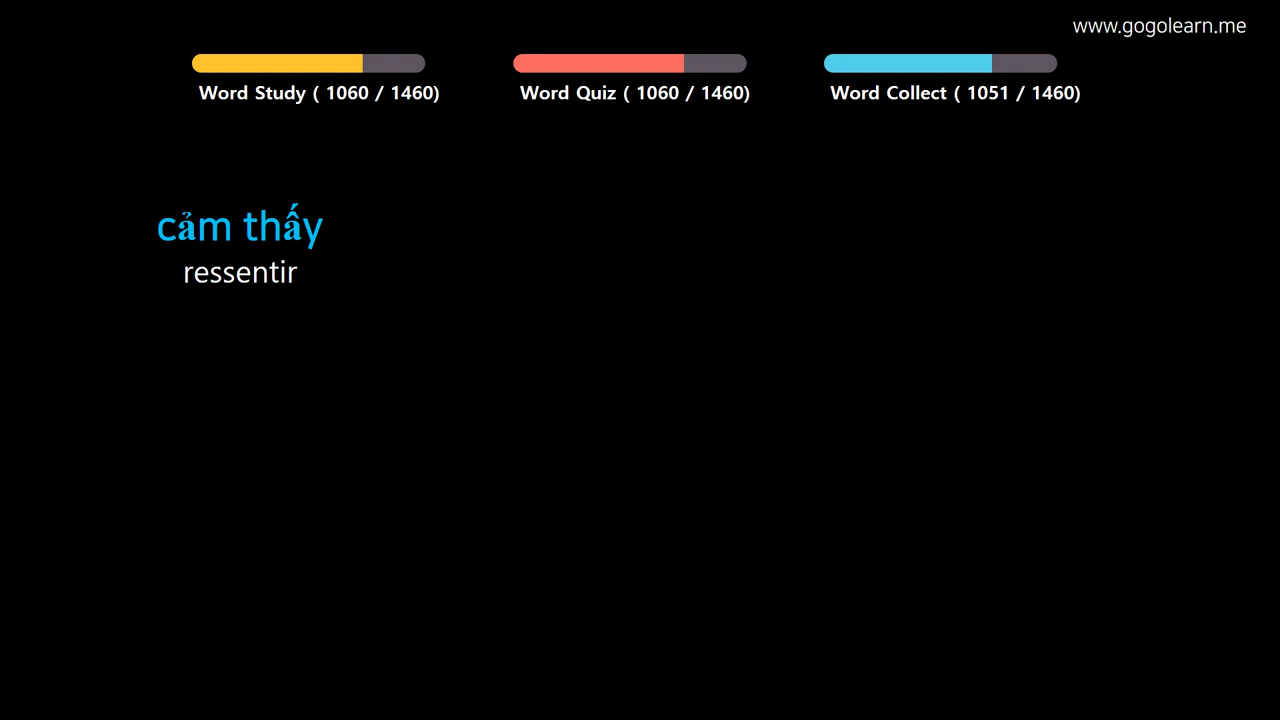 www.gogolearn.me
Word Study ( 1060 / 1460)
Word Quiz ( 1060 / 1460)
Word Collect ( 1051 / 1460)
cảm thấy
ressentir